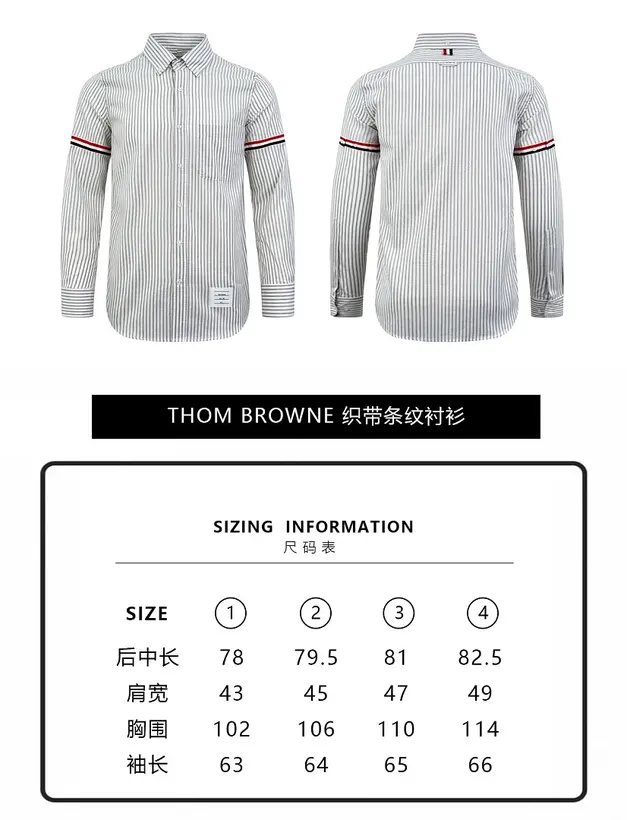 THOM BROWNE 织带条纹衬衫
SIZING INFORMATION
尺码表
SIZE 1 2 3 4
后中长 78 79.5 81 82.5
肩宽 43 45 47 49
胸围 102 106 110 114
袖长 63 64 65 66